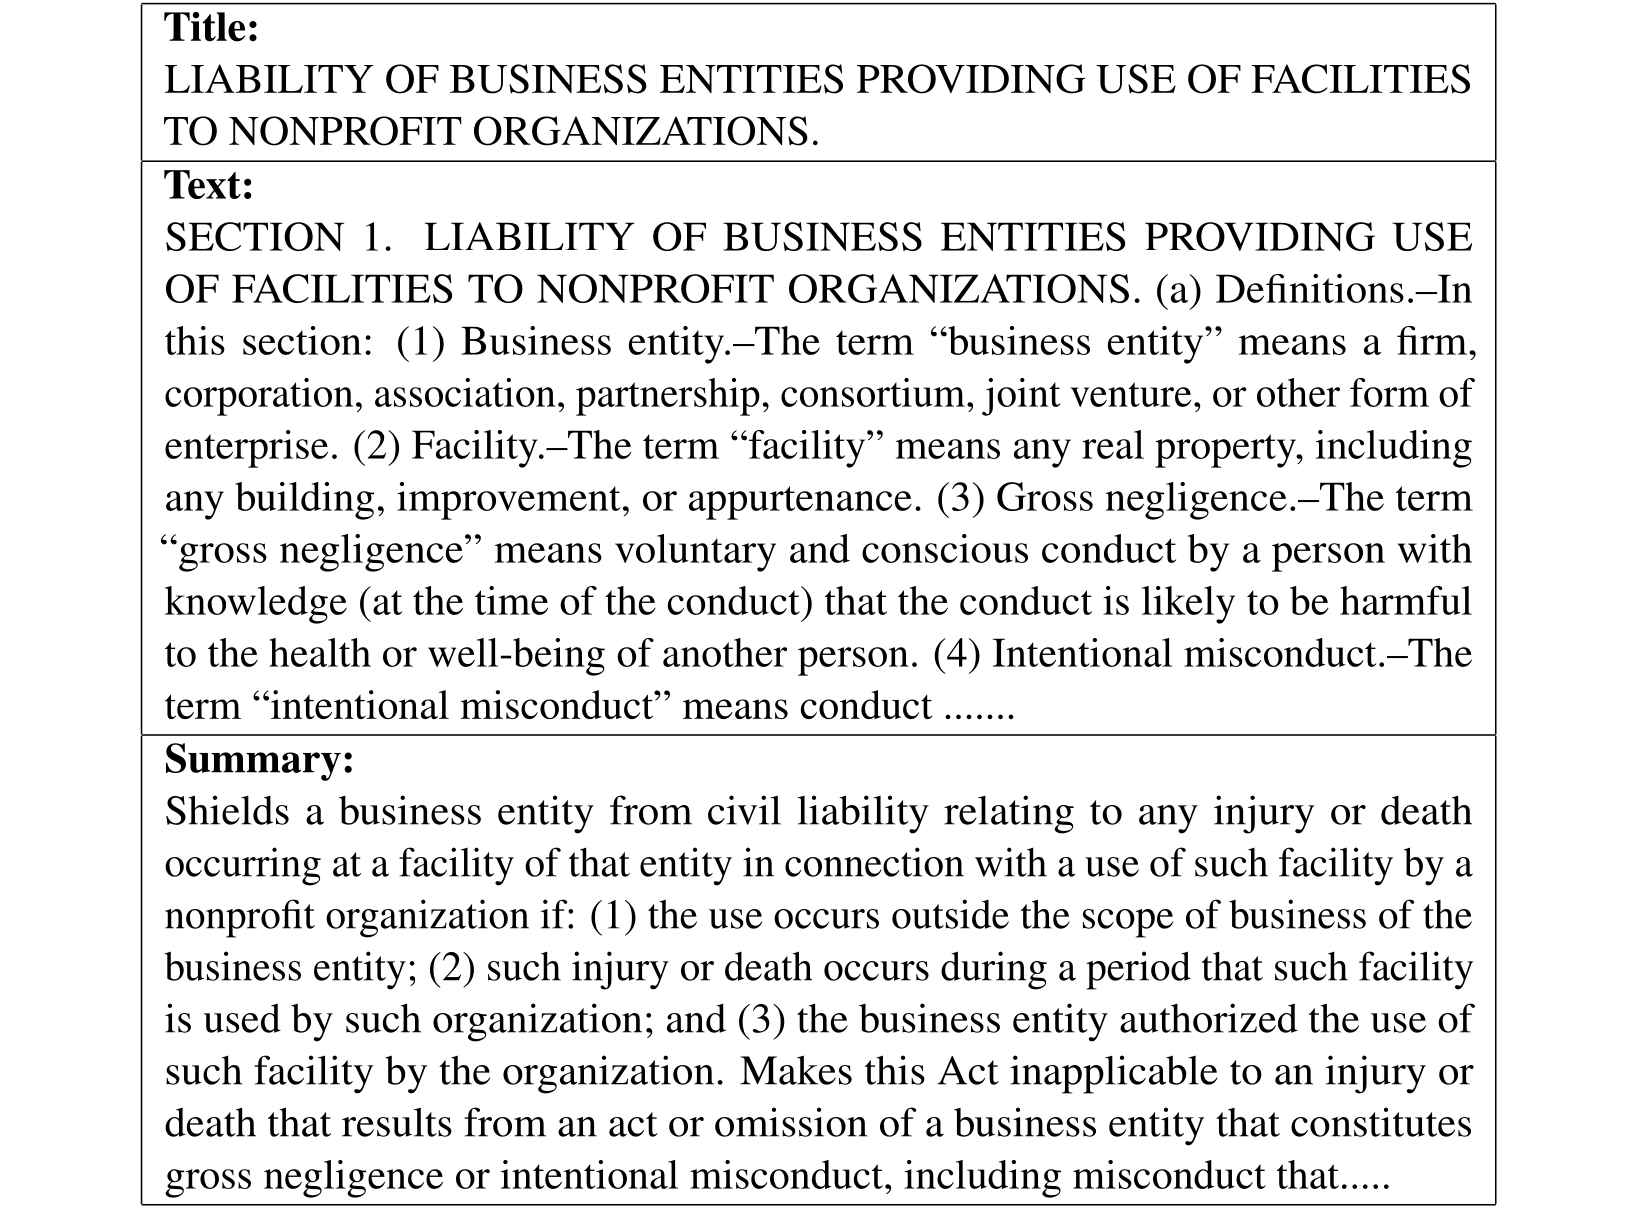 Title:
LIABILITY OF BUSINESS ENTITIES PROVIDING USE OF FACILITIES
TO NONPROFIT ORGANIZATIONS.
Text:
SECTION 1. LIABILITY OF BUSINESS ENTITIES PROVIDING USE
OF FACILITIES TO NONPROFIT ORGANIZATIONS. (a) Definitions.–In
this section: (1) Business entity.–The term “business entity” means a firm,
corporation, association, partnership, consortium, joint venture, or other form of
enterprise. (2) Facility.–The term “facility” means any real property, including
any building, improvement, or appurtenance. (3) Gross negligence.–The term
“gross negligence” means voluntary and conscious conduct by a person with
knowledge (at the time of the conduct) that the conduct is likely to be harmful
to the health or well-being of another person. (4) Intentional misconduct.–The
term “intentional misconduct” means conduct .......
Summary:
Shields a business entity from civil liability relating to any injury or death
occurring at a facility of that entity in connection with a use of such facility by a
nonprofit organization if: (1) the use occurs outside the scope of business of the
business entity; (2) such injury or death occurs during a period that such facility
is used by such organization; and (3) the business entity authorized the use of
such facility by the organization. Makes this Act inapplicable to an injury or
death that results from an act or omission of a business entity that constitutes
gross negligence or intentional misconduct, including misconduct that.....